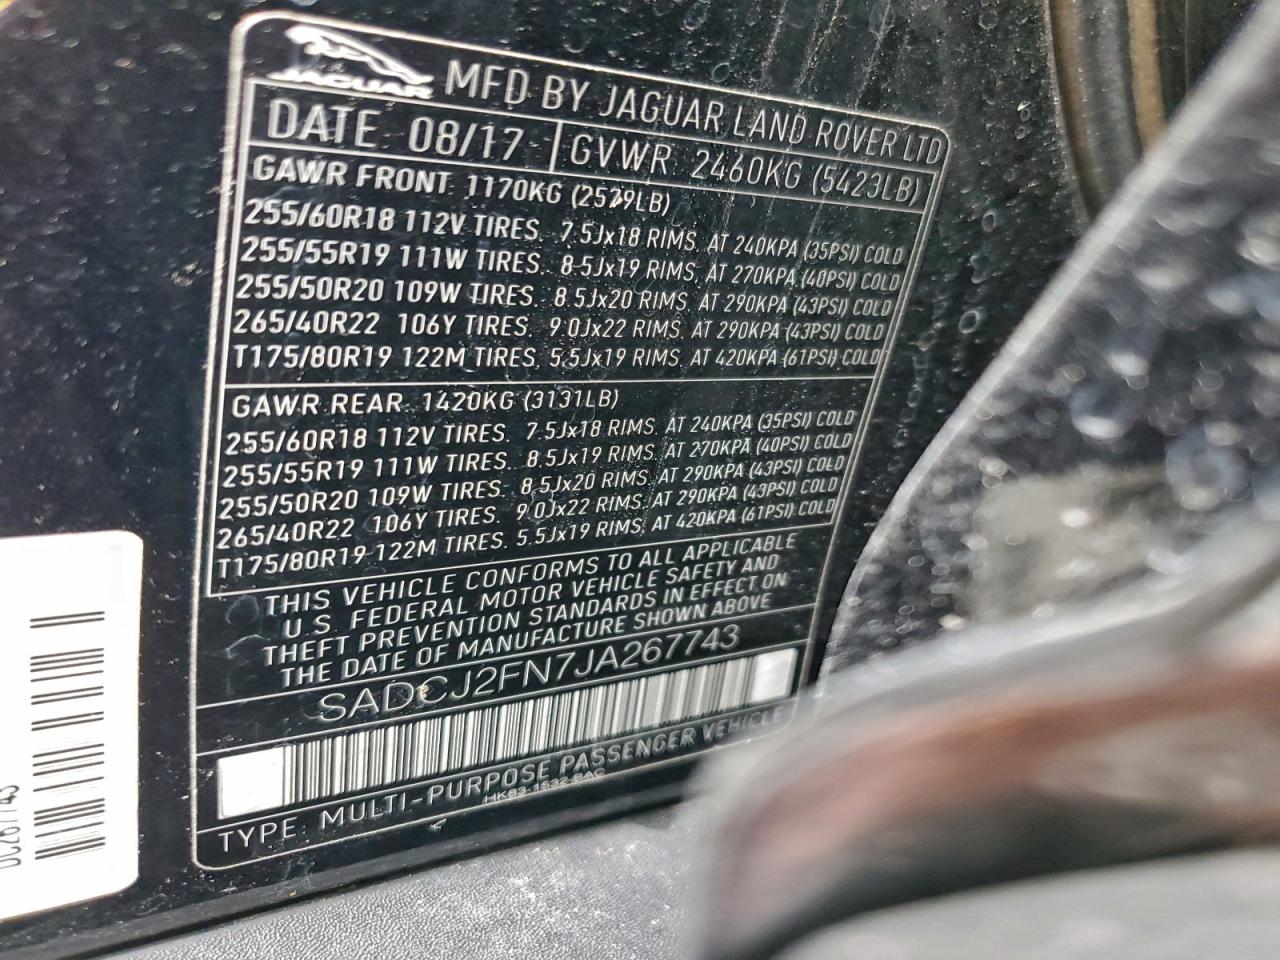 JAGUAR
MFD BY JAGUAR LAND ROVER LTD
DATE 08/17 GVWR: 2460KG (5423LB)
GAWR FRONT. 1170KG (2579LB)
255/60R18 112V TIRES. 7.5Jx18 RIMS, AT 240KPA (35PSI) COLD
255/55R19 111W TIRES. 8.5Jx19 RIMS, AT 270KPA (40PSI) COLD
255/50R20 109W TIRES. 8.5Jx20 RIMS, AT 290KPA (43PSI) COLD
265/40R22 106Y TIRES. 9.0Jx22 RIMS, AT 290KPA (43PSI) COLD
T175/80R19 122M TIRES. 5.5Jx19 RIMS, AT 420KPA (61PSI) COLD
GAWR REAR. 1420KG (3131LB)
255/60R18 112V TIRES. 7.5Jx18 RIMS, AT 240KPA (35PSI) COLD
255/55R19 111W TIRES. 8.5Jx19 RIMS, AT 270KPA (40PSI) COLD
255/50R20 109W TIRES. 8.5Jx20 RIMS, AT 290KPA (43PSI) COLD
265/40R22 106Y TIRES. 9.0Jx22 RIMS, AT 290KPA (43PSI) COLD
T175/80R19 122M TIRES. 5.5Jx19 RIMS, AT 420KPA (61PSI) COLD
THIS VEHICLE CONFORMS TO ALL APPLICABLE
U.S. FEDERAL MOTOR VEHICLE SAFETY AND
THEFT PREVENTION STANDARDS IN EFFECT ON
THE DATE OF MANUFACTURE SHOWN ABOVE
SADCJ2FN7JA267743
TYPE: MULTI-PURPOSE PASSENGER VEHICLE